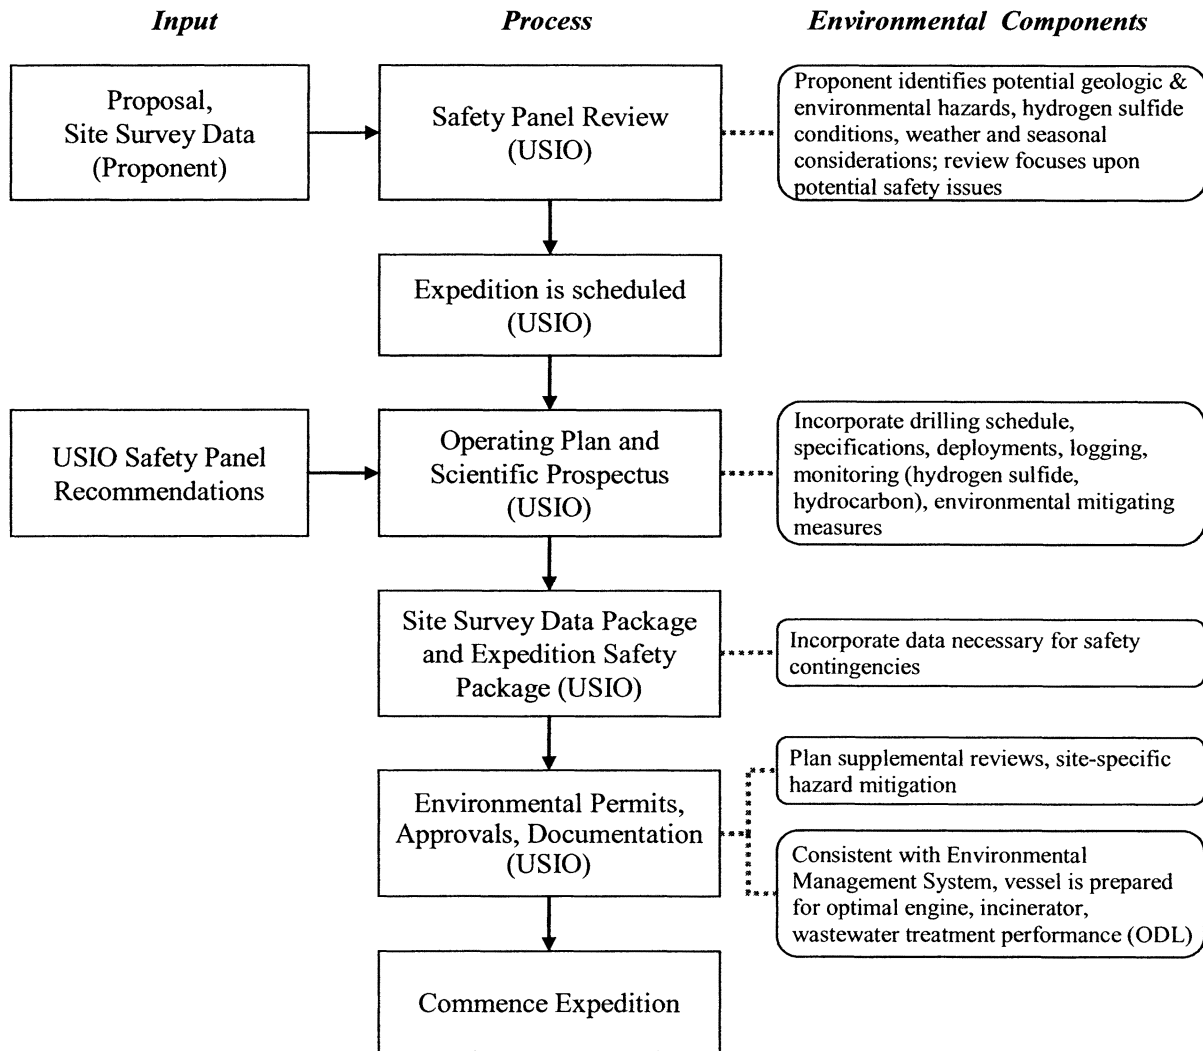 Input
Process
Environmental Components
Proposal,
Site Survey Data
(Proponent)
Safety Panel Review
(USIO)
Proponent identifies potential geologic &
environmental hazards, hydrogen sulfide
conditions, weather and seasonal
considerations; review focuses upon
potential safety issues
Expedition is scheduled
(USIO)
USIO Safety Panel
Recommendations
Operating Plan and
Scientific Prospectus
(USIO)
Incorporate drilling schedule,
specifications, deployments, logging,
monitoring (hydrogen sulfide,
hydrocarbon), environmental mitigating
measures
Site Survey Data Package
and Expedition Safety
Package (USIO)
Incorporate data necessary for safety
contingencies
Environmental Permits,
Approvals, Documentation
(USIO)
Plan supplemental reviews, site-specific
hazard mitigation
Consistent with Environmental
Management System, vessel is prepared
for optimal engine, incinerator,
wastewater treatment performance (ODL)
Commence Expedition